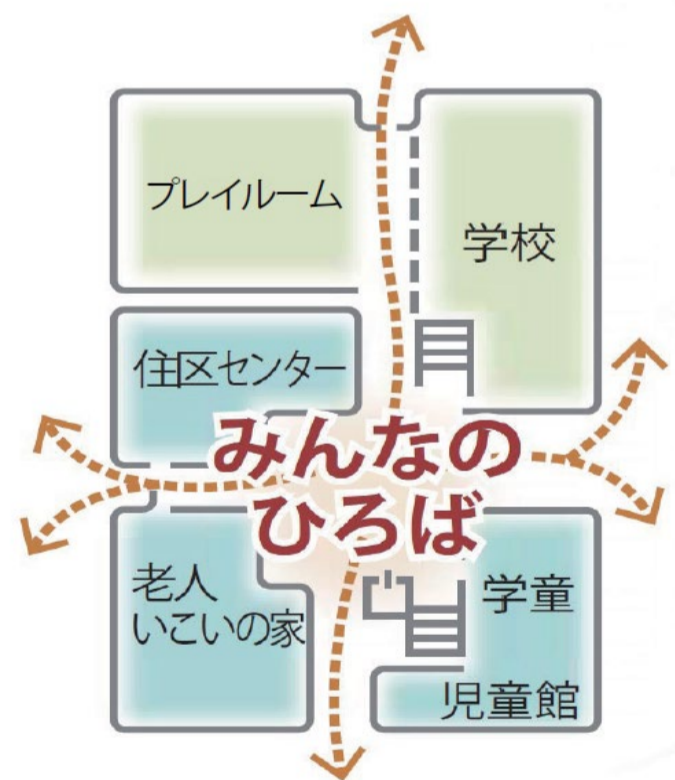 プレイルーム
学校
住区センター
みんなの
ひろば
老人
いこいの家
学童
児童館